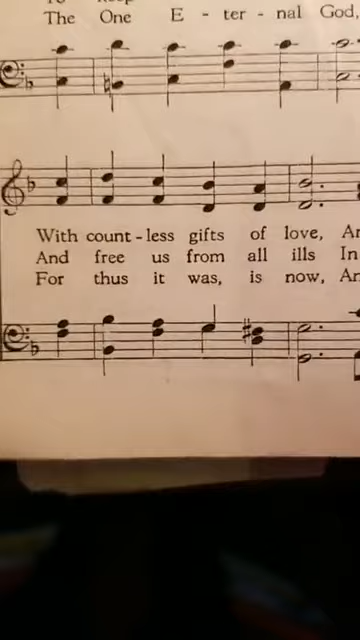 The One E - ter - nal God,
With count - less gifts of love,
And free us from all ills In
For thus it was, is now,